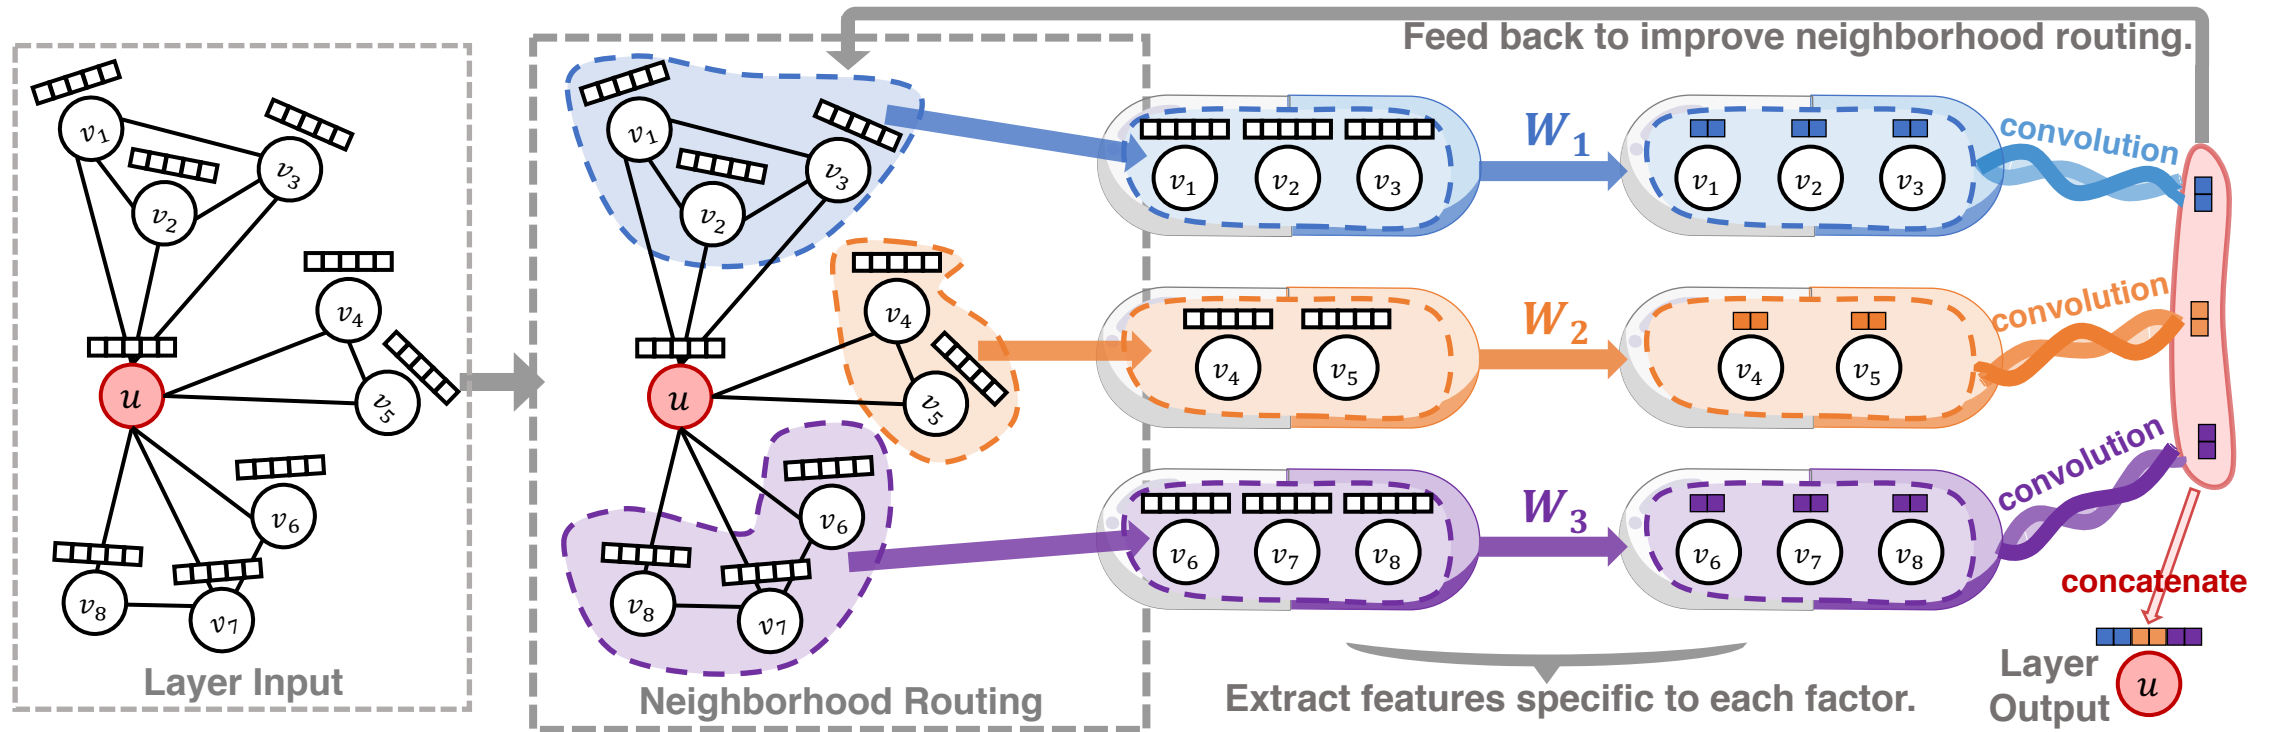 Feed back to improve neighborhood routing.
v1
v2
v3
v4
v5
u
v6
v7
v8
Layer Input
v1
v2
v3
v4
v5
u
v6
v7
v8
Neighborhood Routing
v1 v2 v3
W1
v1 v2 v3
convolution
v4 v5
W2
v4 v5
convolution
v6 v7 v8
W3
v6 v7 v8
convolution
Extract features specific to each factor.
concatenate
Layer
Output
u